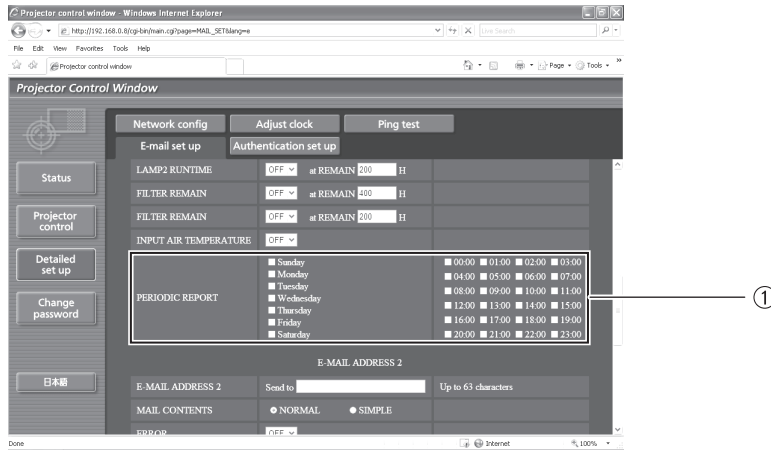 Projector control window - Windows Internet Explorer
http://192.168.0.8/cgi-bin/main.cgi?page=MAIL_SET&lang=e
Live Search
File Edit View Favorites Tools Help
Projector control window
Page Tools
Projector Control Window
Network config Adjust clock Ping test
E-mail set up Authentication set up
Status
Projector control
Detailed set up
Change password
日本語
LAMP2 RUNTIME OFF at REMAIN 200 H
FILTER REMAIN OFF at REMAIN 400 H
FILTER REMAIN OFF at REMAIN 200 H
INPUT AIR TEMPERATURE OFF
PERIODIC REPORT
Sunday
Monday
Tuesday
Wednesday
Thursday
Friday
Saturday
00:00 01:00 02:00 03:00
04:00 05:00 06:00 07:00
08:00 09:00 10:00 11:00
12:00 13:00 14:00 15:00
16:00 17:00 18:00 19:00
20:00 21:00 22:00 23:00
1
E-MAIL ADDRESS 2
E-MAIL ADDRESS 2 Send to Up to 63 characters
MAIL CONTENTS NORMAL SIMPLE
ERROR OFF
Done Internet 100%